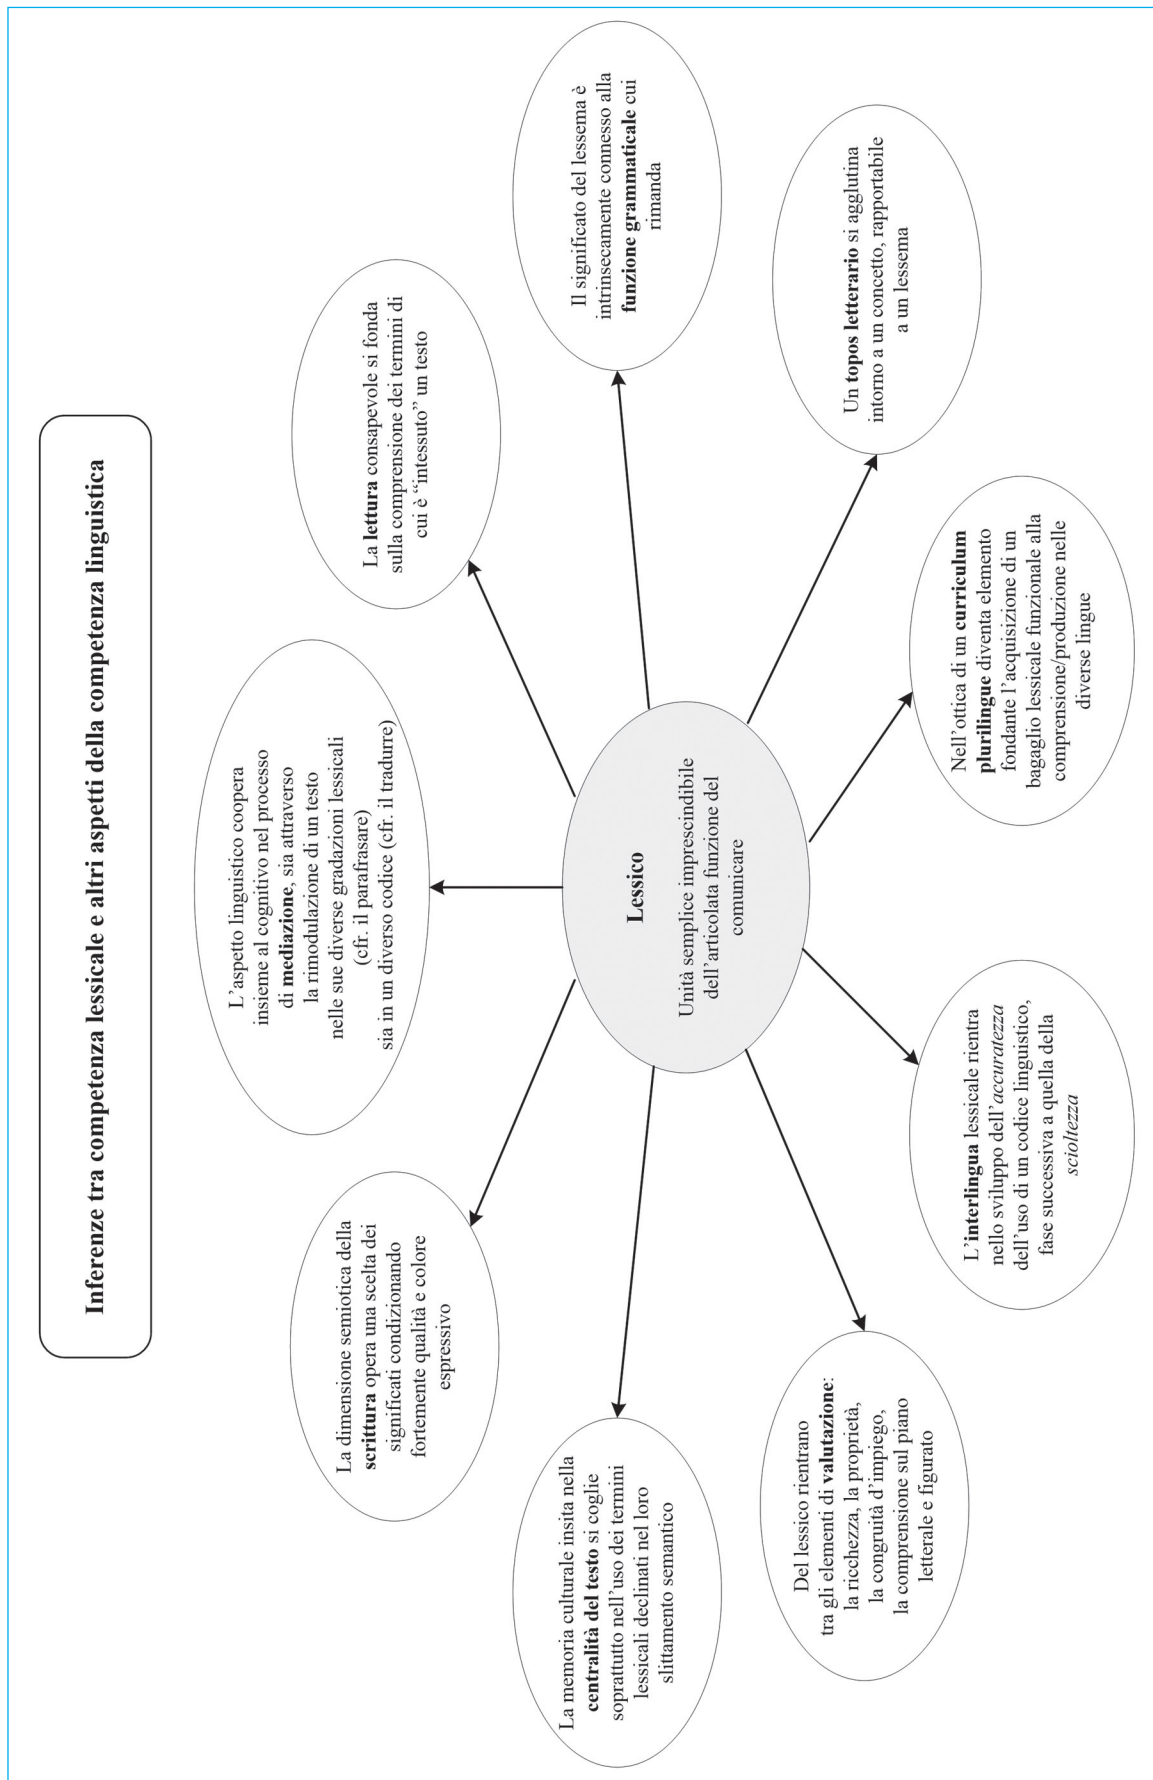 Inferenze tra competenza lessicale e altri aspetti della competenza linguistica
L'aspetto linguistico coopera
insieme al cognitivo nel processo
di mediazione, sia attraverso
la rimodulazione di un testo
nelle sue diverse gradazioni lessicali
(cfr. il parafrasare)
sia in un diverso codice (cfr. il tradurre)
La lettura consapevole si fonda
sulla comprensione dei termini di
cui è “intessuto” un testo
Il significato del lessema è
intrinsecamente connesso alla
funzione grammaticale cui
rimanda
Un topos letterario si agglutina
intorno a un concetto, rapportabile
a un lessema
Nell'ottica di un curriculum
plurilingue diventa elemento
fondante l'acquisizione di un
bagaglio lessicale funzionale alla
comprensione/produzione nelle
diverse lingue
L'interlingua lessicale rientra
nello sviluppo dell'accuratezza
dell'uso di un codice linguistico,
fase successiva a quella della
scioltezza
Del lessico rientrano
tra gli elementi di valutazione:
la ricchezza, la proprietà,
la congruità d'impiego,
la comprensione sul piano
letterale e figurato
La memoria culturale insita nella
centralità del testo si coglie
soprattutto nell'uso dei termini
lessicali declinati nel loro
slittamento semantico
La dimensione semiotica della
scrittura opera una scelta dei
significati condizionando
fortemente qualità e colore
espressivo
Lessico
Unità semplice imprescindibile
dell'articolata funzione del
comunicare